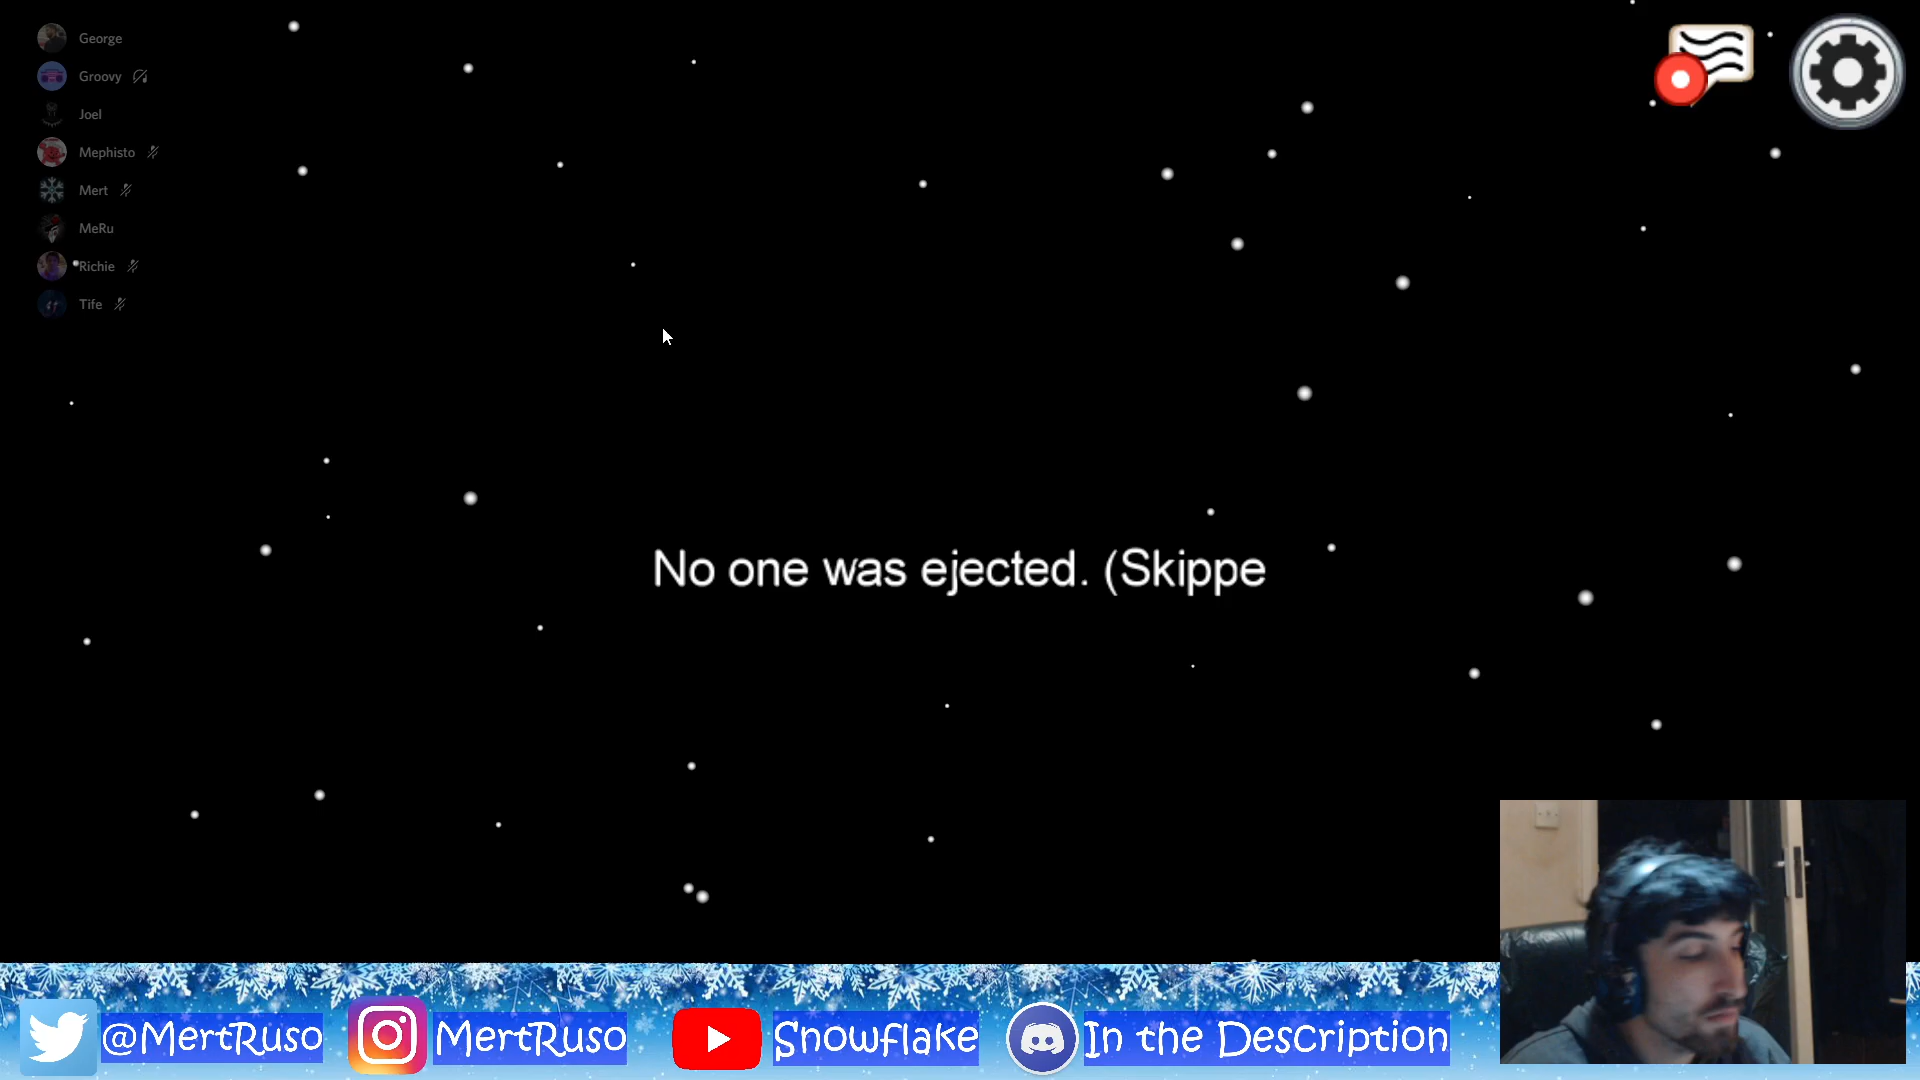 George
Groovy
Joel
Mephisto
Mert
MeRu
Richie
Tife
No one was ejected. (Skippe
@MertRuso
MertRuso
Snowflake
In the Description